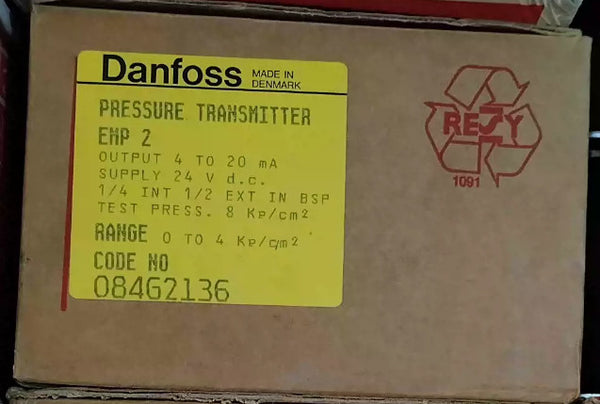 Danfoss MADE IN
DENMARK
PRESSURE TRANSMITTER
EMP 2
OUTPUT 4 TO 20 mA
SUPPLY 24 V d.c.
1/4 INT 1/2 EXT IN BSP
TEST PRESS. 8 Kp/cm²
RANGE 0 TO 4 Kp/cm²
CODE NO
084G2136
RESY
1091